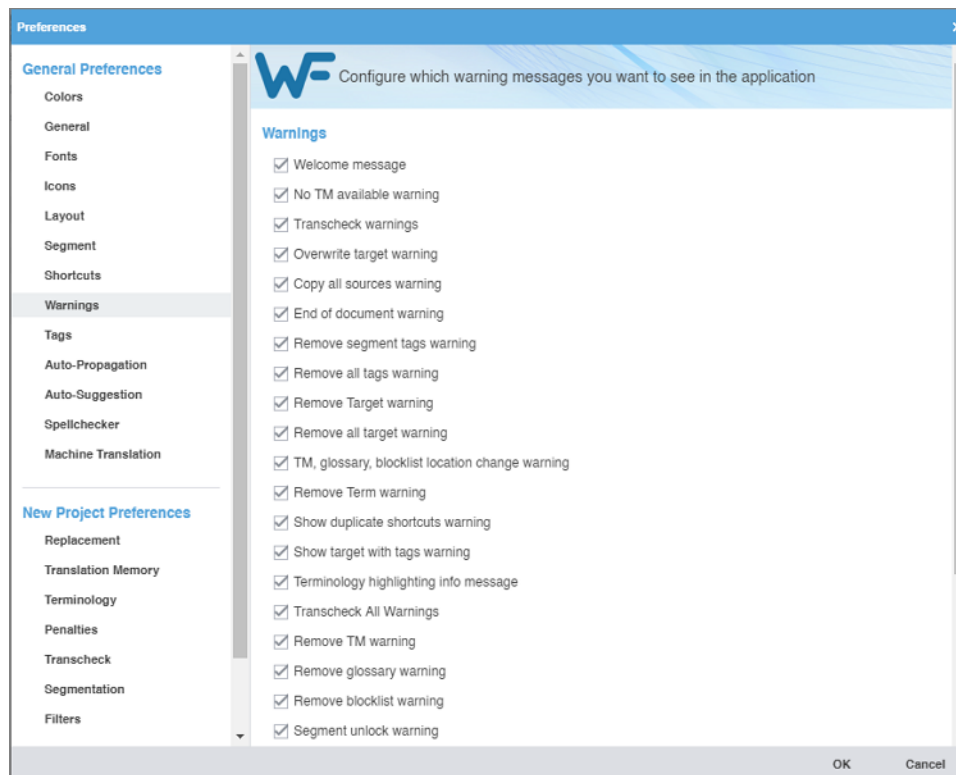 Preferences
General Preferences
Colors
General
Fonts
Icons
Layout
Segment
Shortcuts
Warnings
Tags
Auto-Propagation
Auto-Suggestion
Spellchecker
Machine Translation
New Project Preferences
Replacement
Translation Memory
Terminology
Penalties
Transcheck
Segmentation
Filters
WF
Configure which warning messages you want to see in the application
Warnings
Welcome message
No TM available warning
Transcheck warnings
Overwrite target warning
Copy all sources warning
End of document warning
Remove segment tags warning
Remove all tags warning
Remove Target warning
Remove all target warning
TM, glossary, blocklist location change warning
Remove Term warning
Show duplicate shortcuts warning
Show target with tags warning
Terminology highlighting info message
Transcheck All Warnings
Remove TM warning
Remove glossary warning
Remove blocklist warning
Segment unlock warning
OK
Cancel